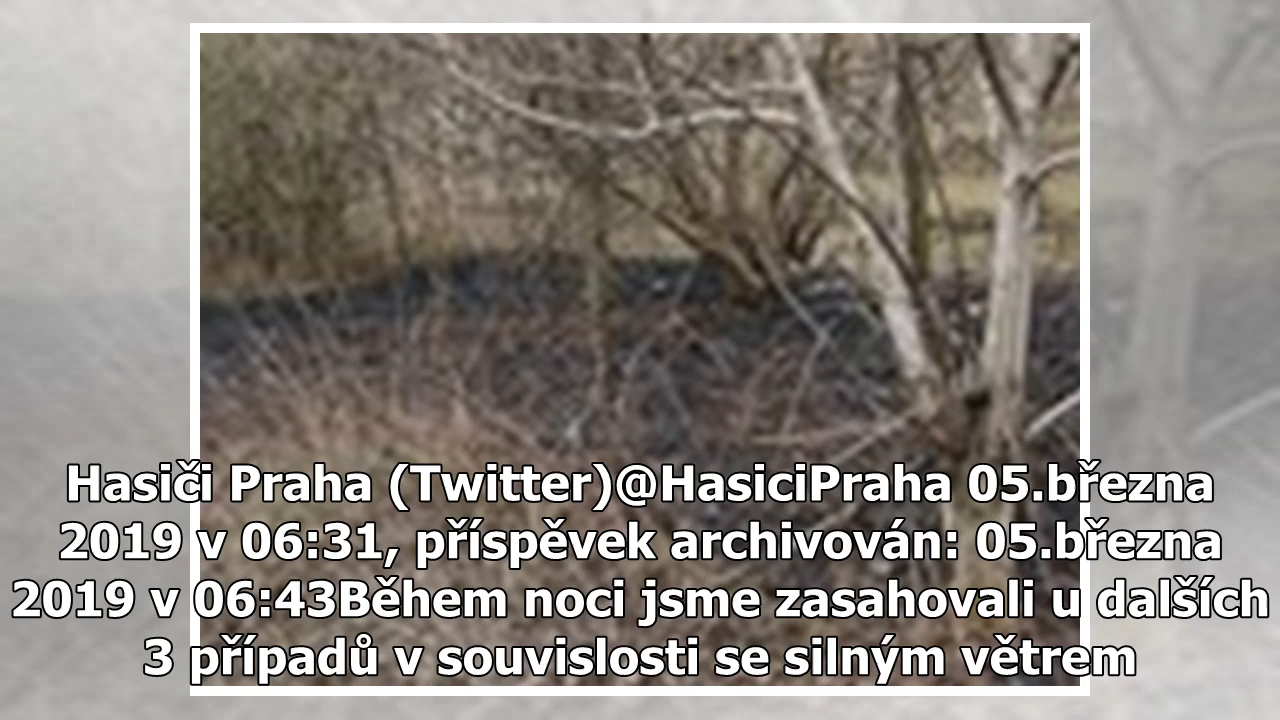 Hasiči Praha (Twitter)@HasiciPraha 05.března
2019 v 06:31, příspěvek archivován: 05.března
2019 v 06:43Během noci jsme zasahovali u dalších
3 případů v souvislosti se silným větrem